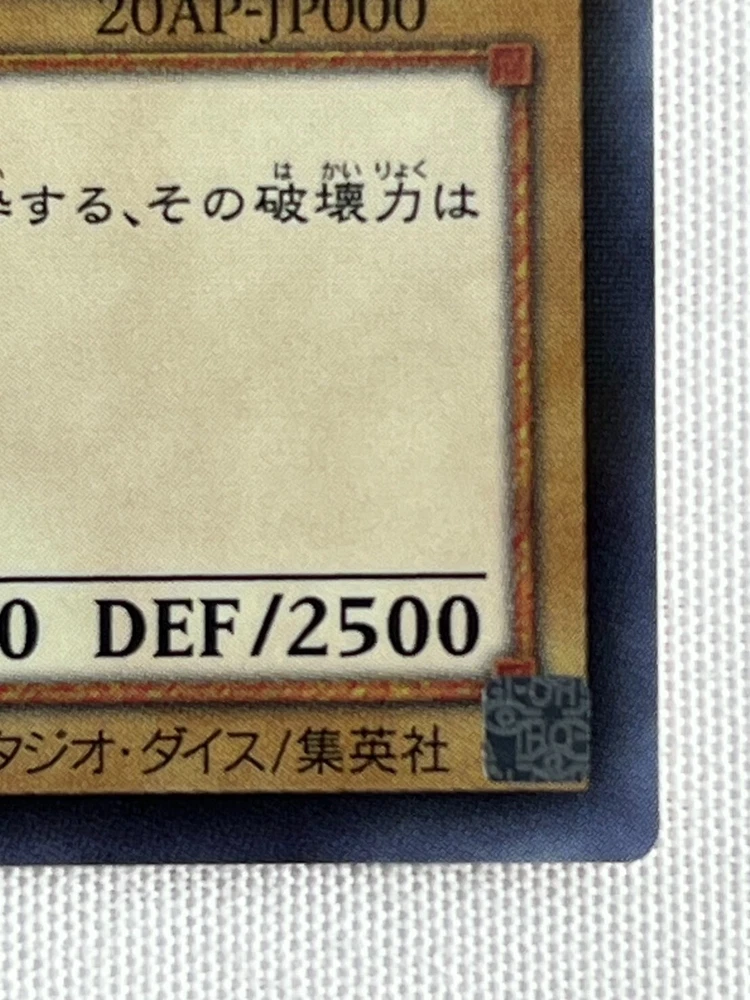 20AP-JP000
はかいりょく
する、その破壊力は
0 DEF/2500
タジオ・ダイス/集英社